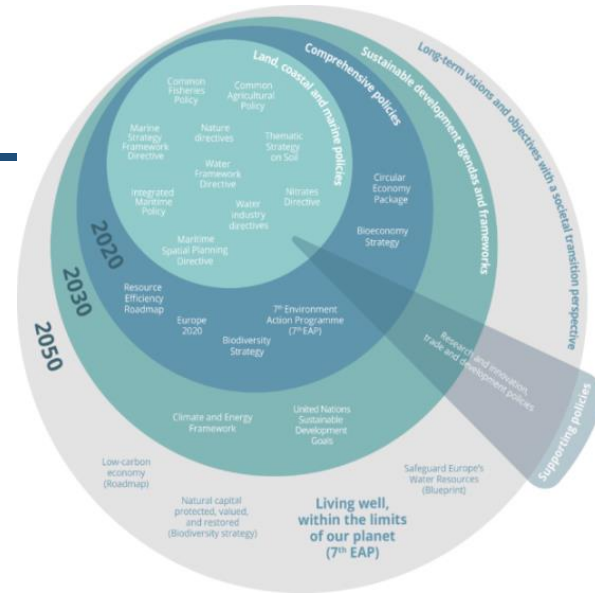 Long-term visions and objectives with a societal transition perspective
Sustainable development agendas and frameworks
Comprehensive policies
Land, coastal and marine policies
Common
Fisheries
Policy
Common
Agricultural
Policy
Marine
Strategy
Framework
Directive
Nature
directives
Thematic
Strategy
on Soil
Water
Framework
Directive
Integrated
Maritime
Policy
Water
industry
directives
Nitrates
Directive
Maritime
Spatial Planning
Directive
Circular
Economy
Package
Bioeconomy
Strategy
2020
Resource
Efficiency
Roadmap
Europe
2020
Biodiversity
Strategy
7th Environment
Action Programme
(7th EAP)
2030
Climate and Energy
Framework
United Nations
Sustainable
Development
Goals
Research and innovation,
trade and development policies
Supporting policies
2050
Low-carbon
economy
(Roadmap)
Natural capital
protected, valued,
and restored
(Biodiversity strategy)
Living well,
within the limits
of our planet
(7th EAP)
Safeguard Europe's
Water Resources
(Blueprint)